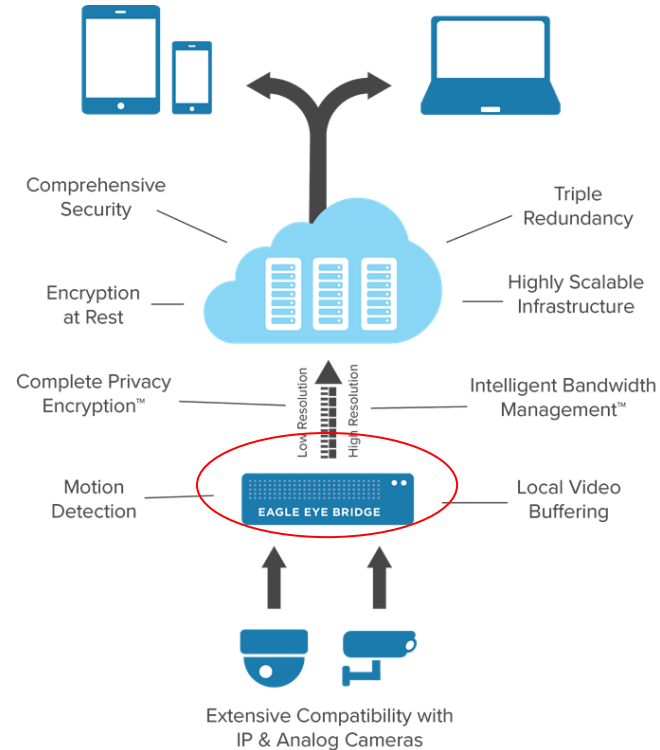 Comprehensive
Security
Triple
Redundancy
Encryption
at Rest
Highly Scalable
Infrastructure
Complete Privacy
Encryption™
Low Resolution
High Resolution
Intelligent Bandwidth
Management™
Motion
Detection
EAGLE EYE BRIDGE
Local Video
Buffering
Extensive Compatibility with
IP & Analog Cameras